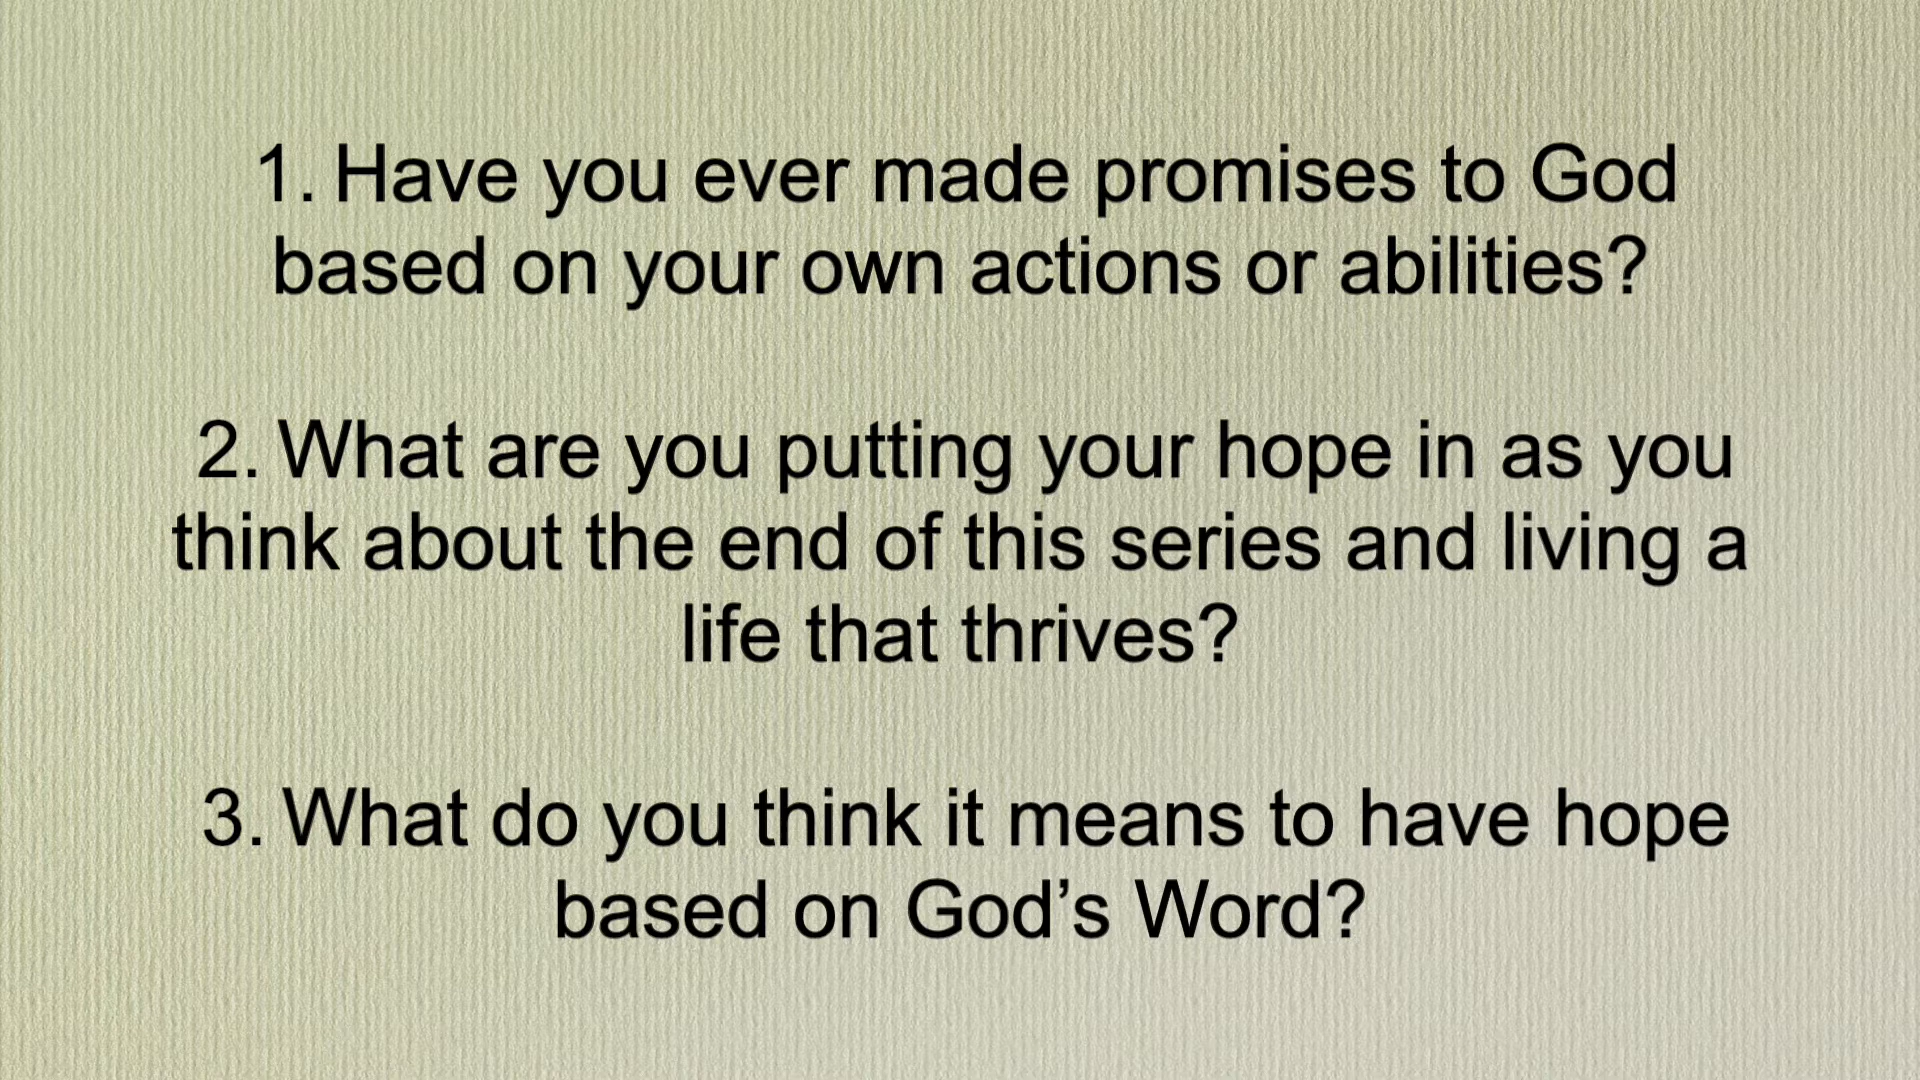 1. Have you ever made promises to God
based on your own actions or abilities?
2. What are you putting your hope in as you
think about the end of this series and living a
life that thrives?
3. What do you think it means to have hope
based on God’s Word?